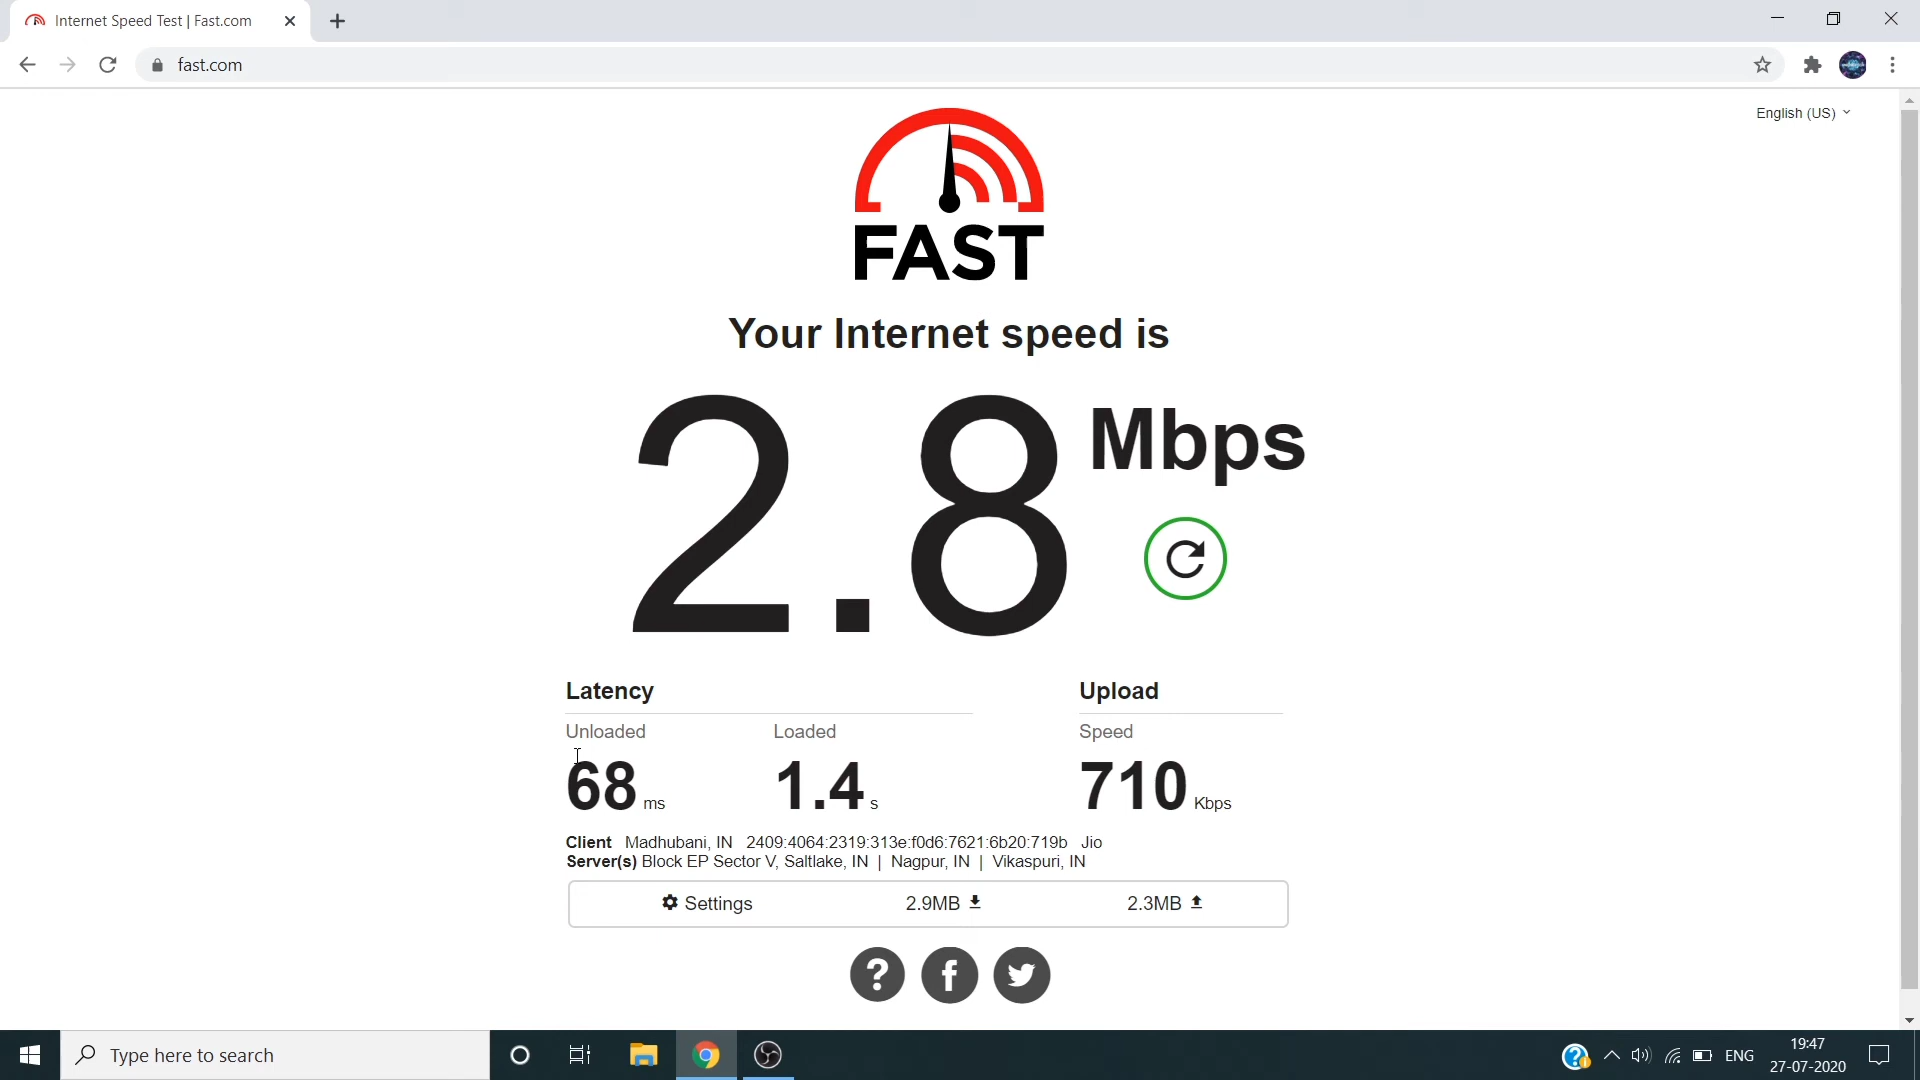 Internet Speed Test | Fast.com
fast.com
English (US)
FAST
Your Internet speed is
2.8 Mbps
Latency Upload
Unloaded Loaded Speed
68 ms 1.4 s 710 Kbps
Client Madhubani, IN 2409:4064:2319:313e:f0d6:7621:6b20:719b Jio
Server(s) Block EP Sector V, Saltlake, IN | Nagpur, IN | Vikaspuri, IN
Settings 2.9MB 2.3MB
Type here to search
ENG
19:47
27-07-2020